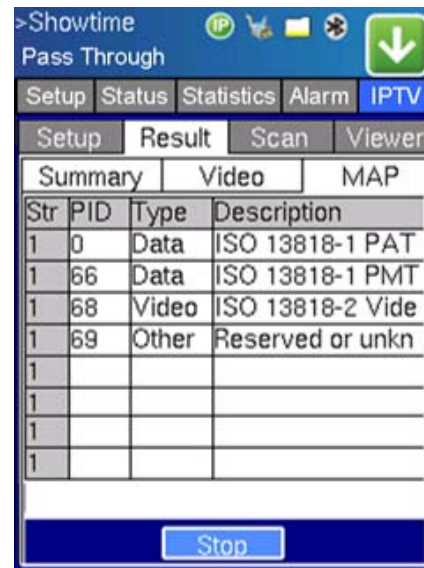 >Showtime IP
Pass Through
Setup Status Statistics Alarm IPTV
Setup Result Scan Viewer
Summary Video MAP
Str PID Type Description
1 0 Data ISO 13818-1 PAT
1 66 Data ISO 13818-1 PMT
1 68 Video ISO 13818-2 Vide
1 69 Other Reserved or unkn
1
1
1
1
Stop